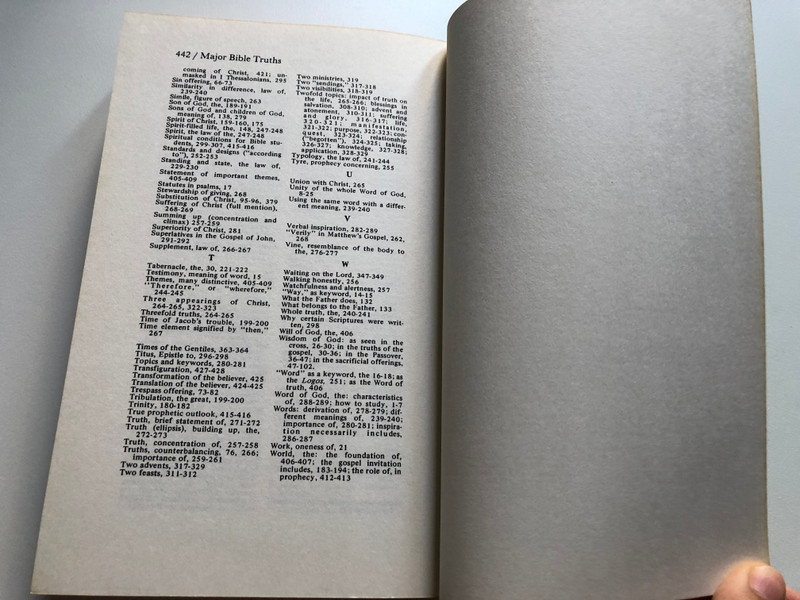 442 / Major Bible Truths
coming of Christ, 421; un-
masked in 1 Thessalonians, 295
Sin offering, 66-73
Similarity in difference, law of,
239-240
Simile, figure of speech, 263
Son of God, the, 189-191
Sons of God and children of God,
meaning of, 138, 279
Spirit of Christ, 159-160, 175
Spirit-filled life, the, 148, 247-248
Spirit, the law of the, 247-248
Spiritual conditions for Bible stu-
dents, 299-307, 415-416
Standards and designs ("according
to"), 252-253
Standing and state, the law of,
229-230
Statement of important themes,
405-409
Statutes in psalms, 17
Stewardship of giving, 268
Substitution of Christ, 95-96, 379
Suffering of Christ (full mention),
268-269
Summing up (concentration and
climax) 257-259
Superiority of Christ, 281
Superlatives in the Gospel of John,
291-292
Supplement, law of, 266-267
T
Tabernacle, the, 30, 221-222
Testimony, meaning of word, 15
Themes, many distinctive, 405-409
"Therefore," or "wherefore,"
244-245
Three appearings of Christ,
264-265, 322-323
Threefold truths, 264-265
Time of Jacob's trouble, 199-200
Time element signified by "then,"
267
Times of the Gentiles, 363-364
Titus, Epistle to, 296-298
Topics and keywords, 280-281
Transfiguration, 427-428
Transformation of the believer, 425
Translation of the believer, 424-425
Trespass offering, 73-82
Tribulation, the great, 199-200
Trinity, 180-182
True prophetic outlook, 415-416
Truth, brief statement of, 271-272
Truth (ellipsis), building up, the,
272-273
Truth, concentration of, 257-258
Truths, counterbalancing, 76, 266;
importance of, 259-261
Two advents, 317-329
Two feasts, 311-312
Two ministries, 319
Two "sendings," 317-318
Two visibilities, 318-319
Twofold topics: impact of truth on
the life, 265-266; blessings in
salvation, 308-310; advent and
atonement, 310-311; suffering
and glory, 316-317; life,
320-321; manifestation,
321-322; purpose, 322-323; con-
quest, 323-324; relationship
("begotten"), 324-325; taking,
326-327; knowledge, 327-328;
application, 328-329
Typology, the law of, 241-244
Tyre, prophecy concerning, 255
U
Union with Christ, 265
Unity of the whole Word of God,
8-25
Using the same word with a differ-
ent meaning, 239-240
V
Verbal inspiration, 282-289
"Verily" in Matthew's Gospel, 262,
268
Vine, resemblance of the body to
the, 276-277
W
Waiting on the Lord, 347-349
Walking honestly, 256
Watchfulness and alertness, 257
"Way," as keyword, 14-15
What the Father does, 132
What belongs to the Father, 133
Whole truth, the, 240-241
Why certain Scriptures were writ-
ten, 298
Will of God, the, 406
Wisdom of God: as seen in the
cross, 26-30; in the truths of the
gospel, 30-36; in the Passover,
36-47; in the sacrificial offerings,
47-102.
"Word" as a keyword, the 16-18; as
the Logos, 251; as the Word of
truth, 406
Word of God, the: characteristics
of, 288-289; how to study, 1-7
Words: derivation of, 278-279; dif-
ferent meanings of, 239-240;
importance of, 280-281; inspira-
tion necessarily includes,
286-287
Work, oneness of, 21
World, the: the foundation of,
406-407; the gospel invitation
includes, 183-194; the role of, in
prophecy, 412-413